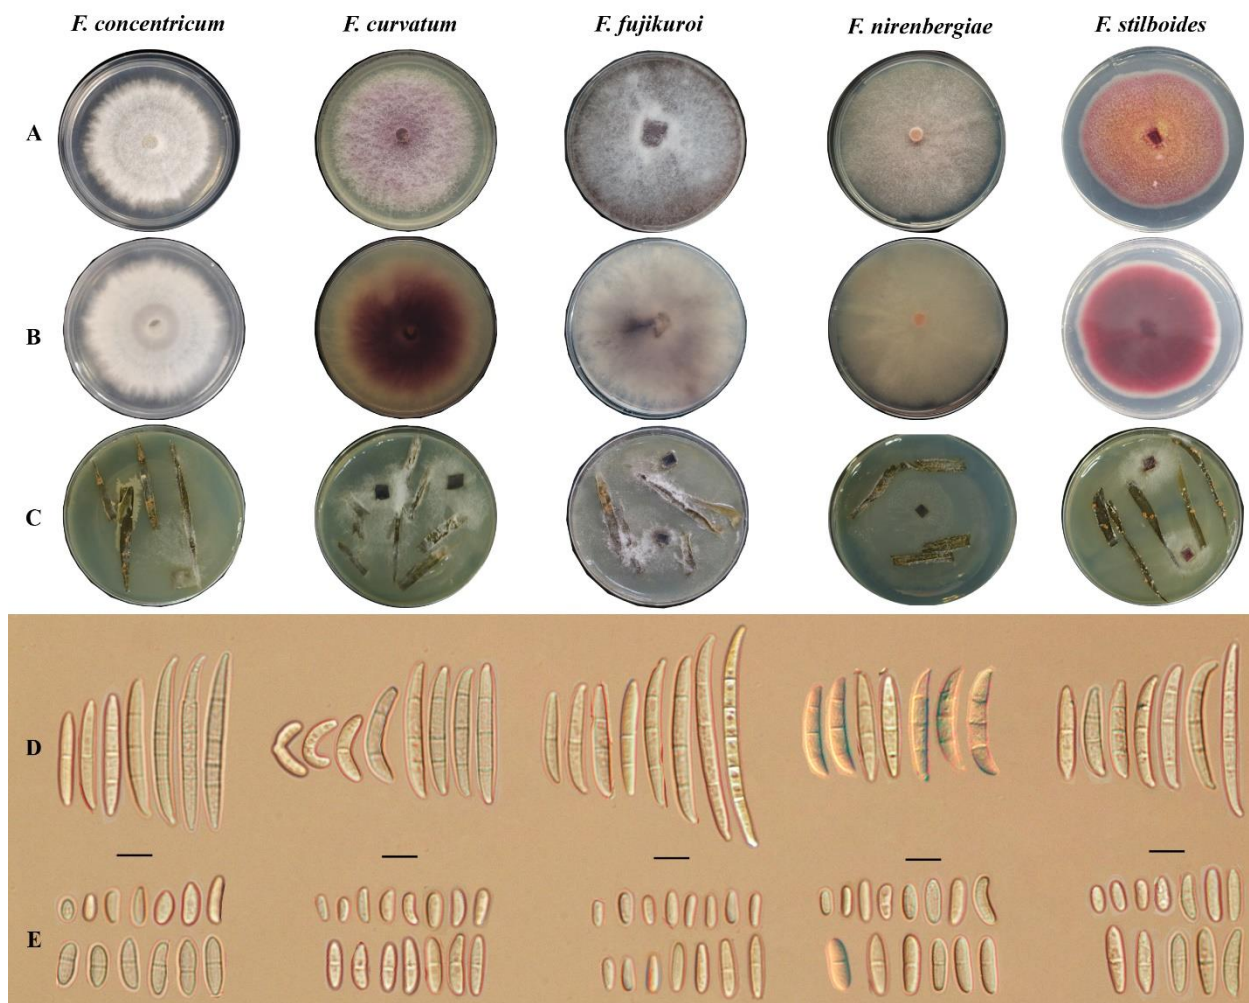 F. concentricum F. curvatum F. fujikuroi F. nirenbergiae F. stilboides
A
B
C
D
E